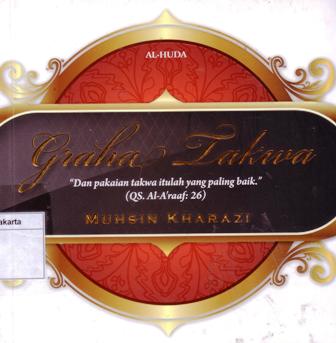 AL-HUDA
Graha Takwa
“Dan pakaian takwa itulah yang paling baik.”
(QS. Al-A'raaf: 26)
MUHSIN KHARAZI
akarta